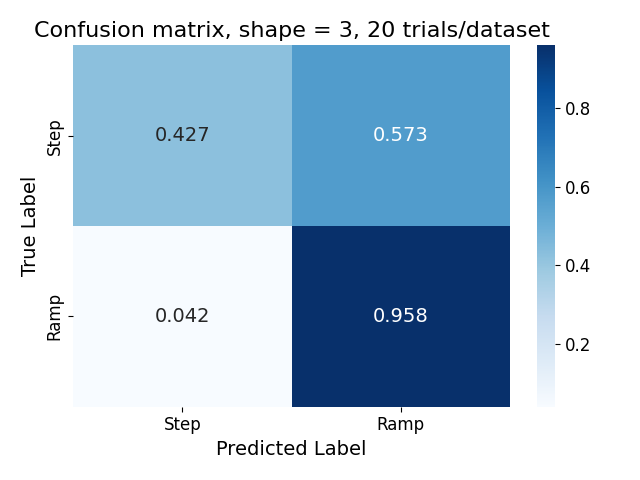 Confusion matrix, shape = 3, 20 trials/dataset
True Label
Step
0.427
0.573
Ramp
0.042
0.958
Step
Ramp
Predicted Label
0.8
0.6
0.4
0.2